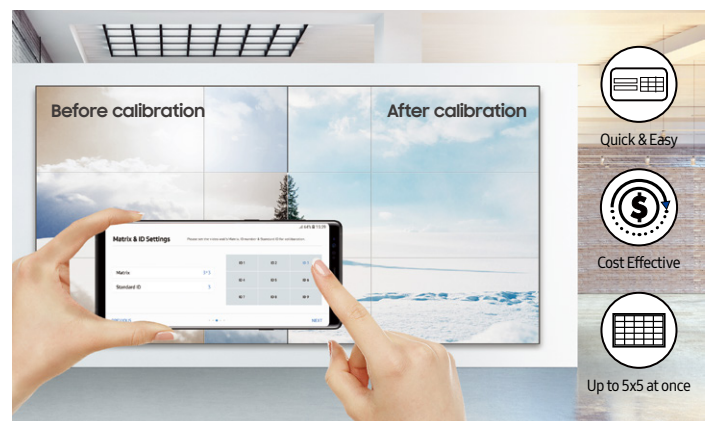 Before calibration
After calibration
Quick & Easy
Cost Effective
Up to 5x5 at once
Matrix & ID Settings
Matrix
Standard ID
NEXT